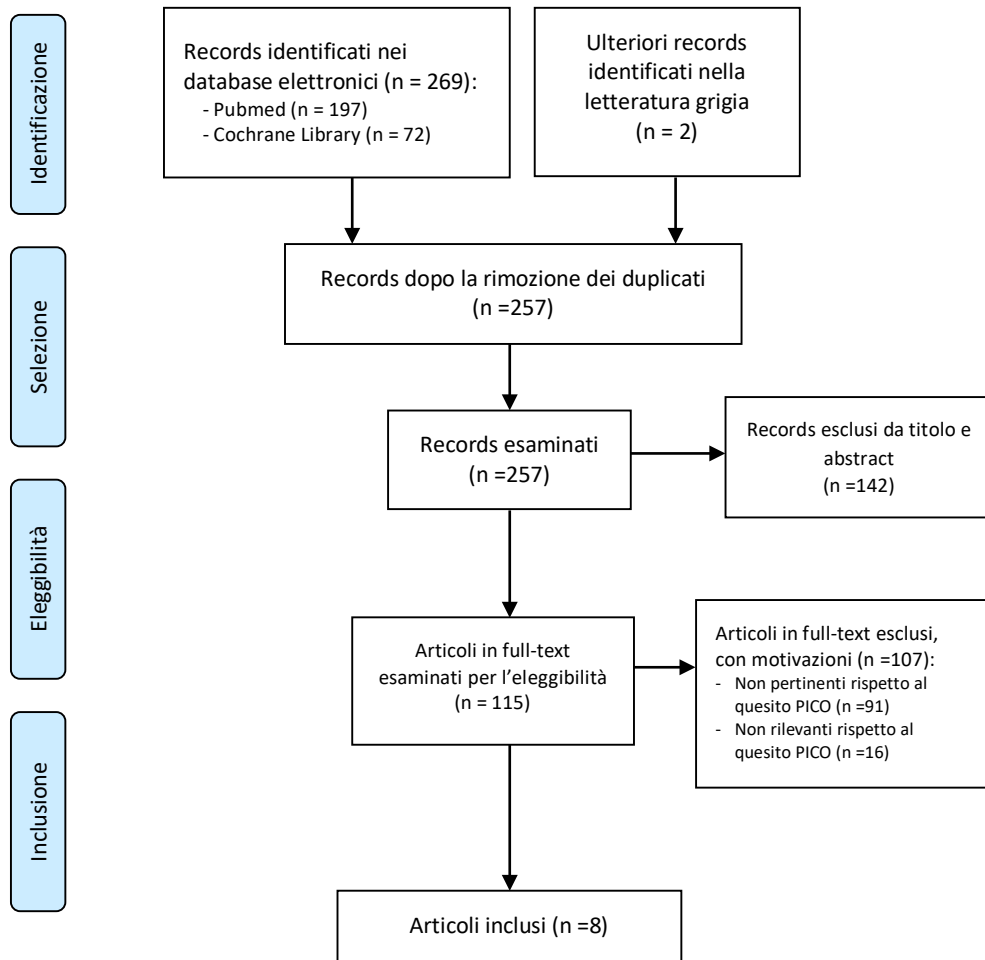 Identificazione
Records identificati nei
database elettronici (n = 269):
- Pubmed (n = 197)
- Cochrane Library (n = 72)
Ulteriori records
identificati nella
letteratura grigia
(n = 2)
Selezione
Records dopo la rimozione dei duplicati
(n =257)
Records esaminati
(n =257)
Records esclusi da titolo e
abstract
(n =142)
Eleggibilità
Articoli in full-text
esaminati per l’eleggibilità
(n = 115)
Articoli in full-text esclusi,
con motivazioni (n =107):
- Non pertinenti rispetto al
quesito PICO (n =91)
- Non rilevanti rispetto al
quesito PICO (n =16)
Inclusione
Articoli inclusi (n =8)